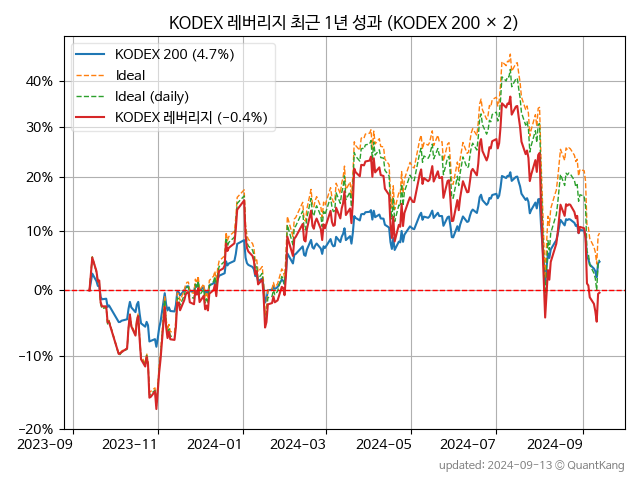 KODEX 레버리지 최근 1년 성과 (KODEX 200 × 2)
KODEX 200 (4.7%)
Ideal
Ideal (daily)
KODEX 레버리지 (−0.4%)
40%
30%
20%
10%
0%
−10%
−20%
2023-09
2023-11
2024-01
2024-03
2024-05
2024-07
2024-09
updated: 2024-09-13 © QuantKang